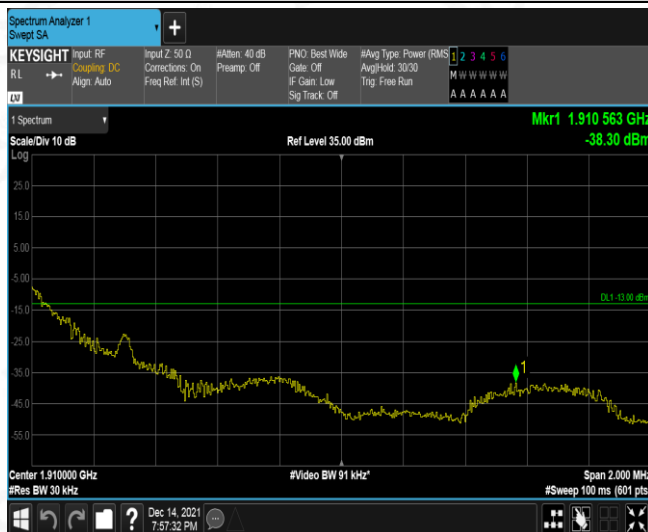 Spectrum Analyzer 1
Swept SA
+
KEYSIGHT
RL
LXI
Input: RF
Coupling: DC
Align: Auto
Input Z: 50 Ω
Corrections: On
Freq Ref: Int (S)
#Atten: 40 dB
Preamp: Off
PNO: Best Wide
Gate: Off
IF Gain: Low
Sig Track: Off
#Avg Type: Power (RMS
Avg|Hold: 30/30
Trig: Free Run
1 2 3 4 5 6
M W W W W W
A A A A A A
1 Spectrum
Mkr1 1.910 563 GHz
-38.30 dBm
Scale/Div 10 dB
Ref Level 35.00 dBm
Log
25.0
15.0
5.00
-5.00
DL1 -13.00 dBm
-15.0
-25.0
-35.0
1
-45.0
-55.0
Center 1.910000 GHz
#Video BW 91 kHz*
Span 2.000 MHz
#Res BW 30 kHz
#Sweep 100 ms (601 pts
?
Dec 14, 2021
7:57:32 PM